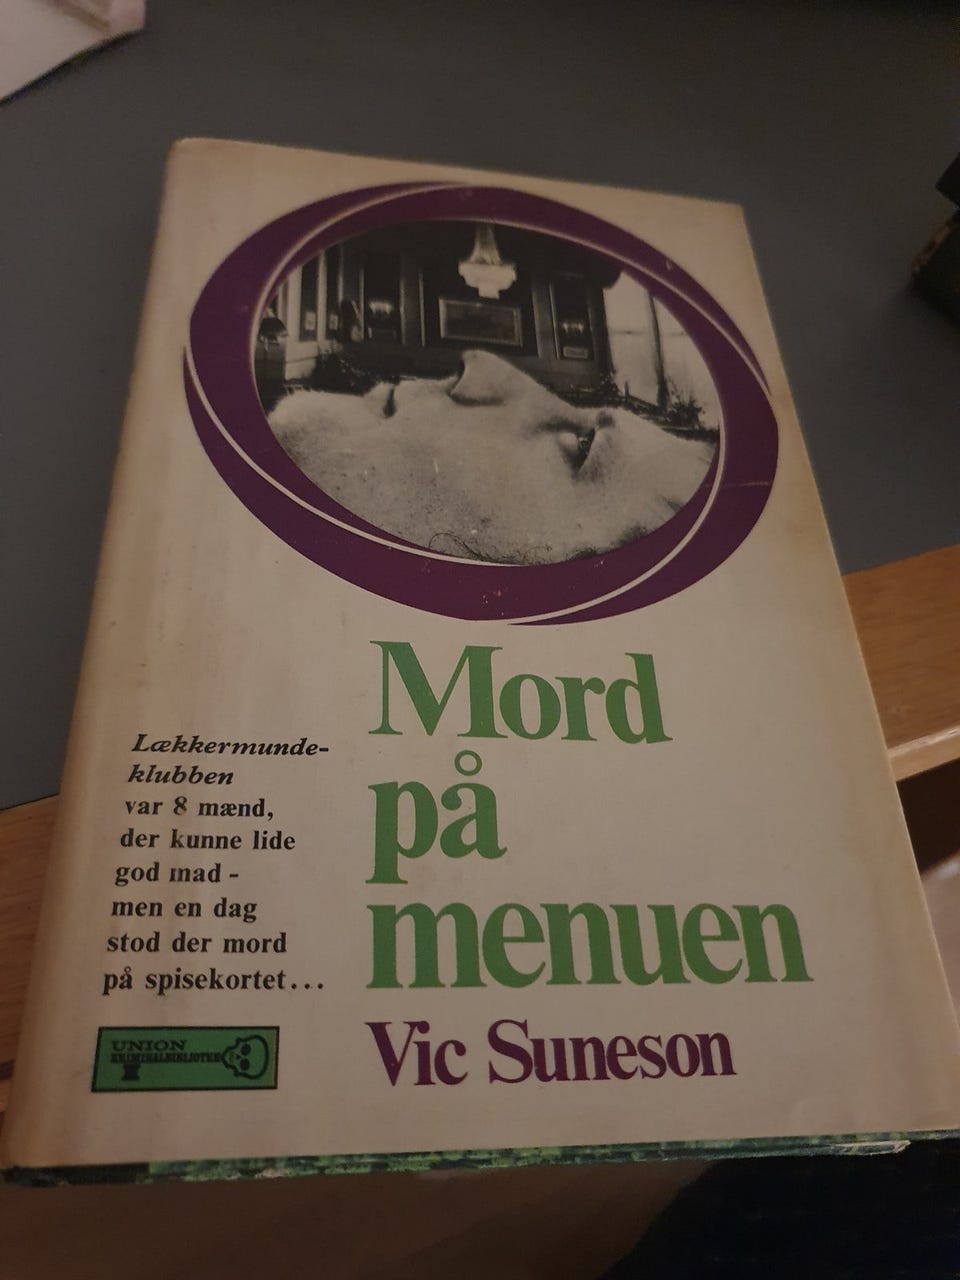 Mord
på
menuen
Vic Suneson
Lækkermunde-
klubben
var 8 mænd,
der kunne lide
god mad -
men en dag
stod der mord
på spisekortet...
UNION
KRIMINALBIBLIOTEK